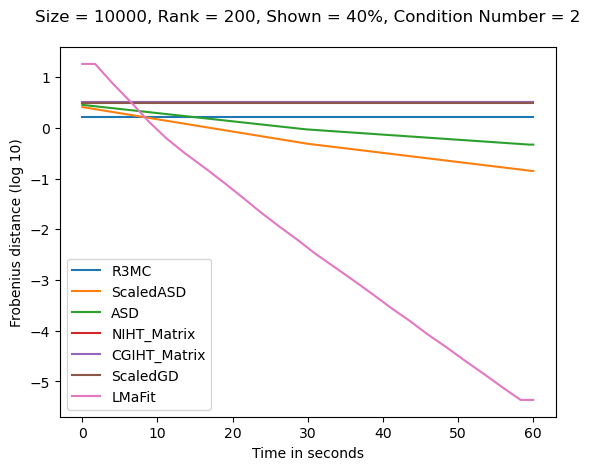 Size = 10000, Rank = 200, Shown = 40%, Condition Number = 2
Frobenius distance (log 10)
1
0
−1
−2
−3
−4
−5
R3MC
ScaledASD
ASD
NIHT_Matrix
CGIHT_Matrix
ScaledGD
LMaFit
0 10 20 30 40 50 60
Time in seconds